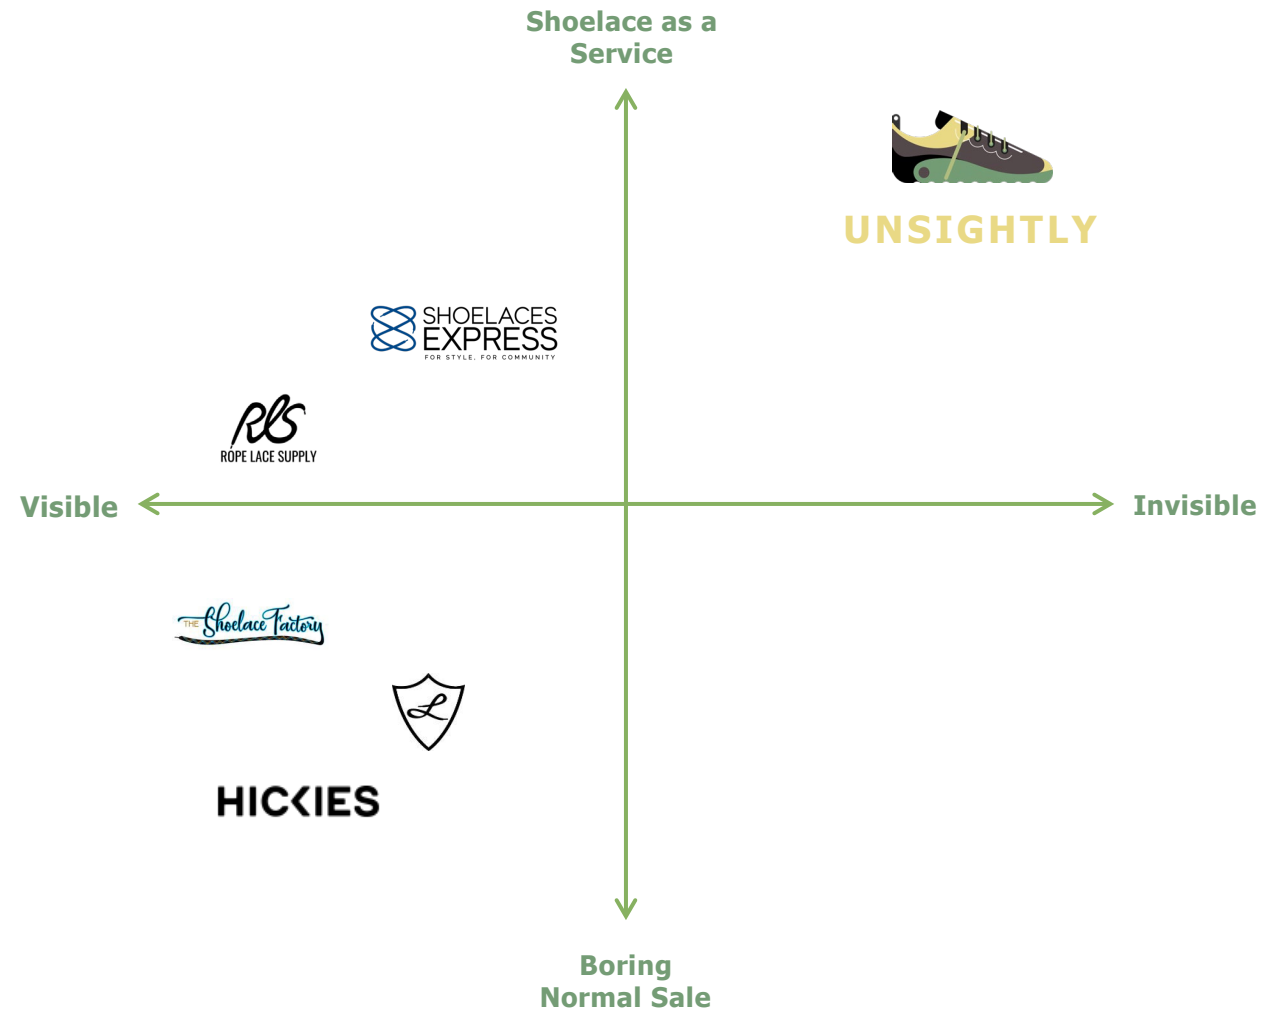 Shoelace as a
Service
UNSIGHTLY
SHOELACES
EXPRESS
FOR STYLE. FOR COMMUNITY
RLS
RÓPE LACE SUPPLY
Visible
Invisible
THE Shoelace Factory
L
HICKIES
Boring
Normal Sale